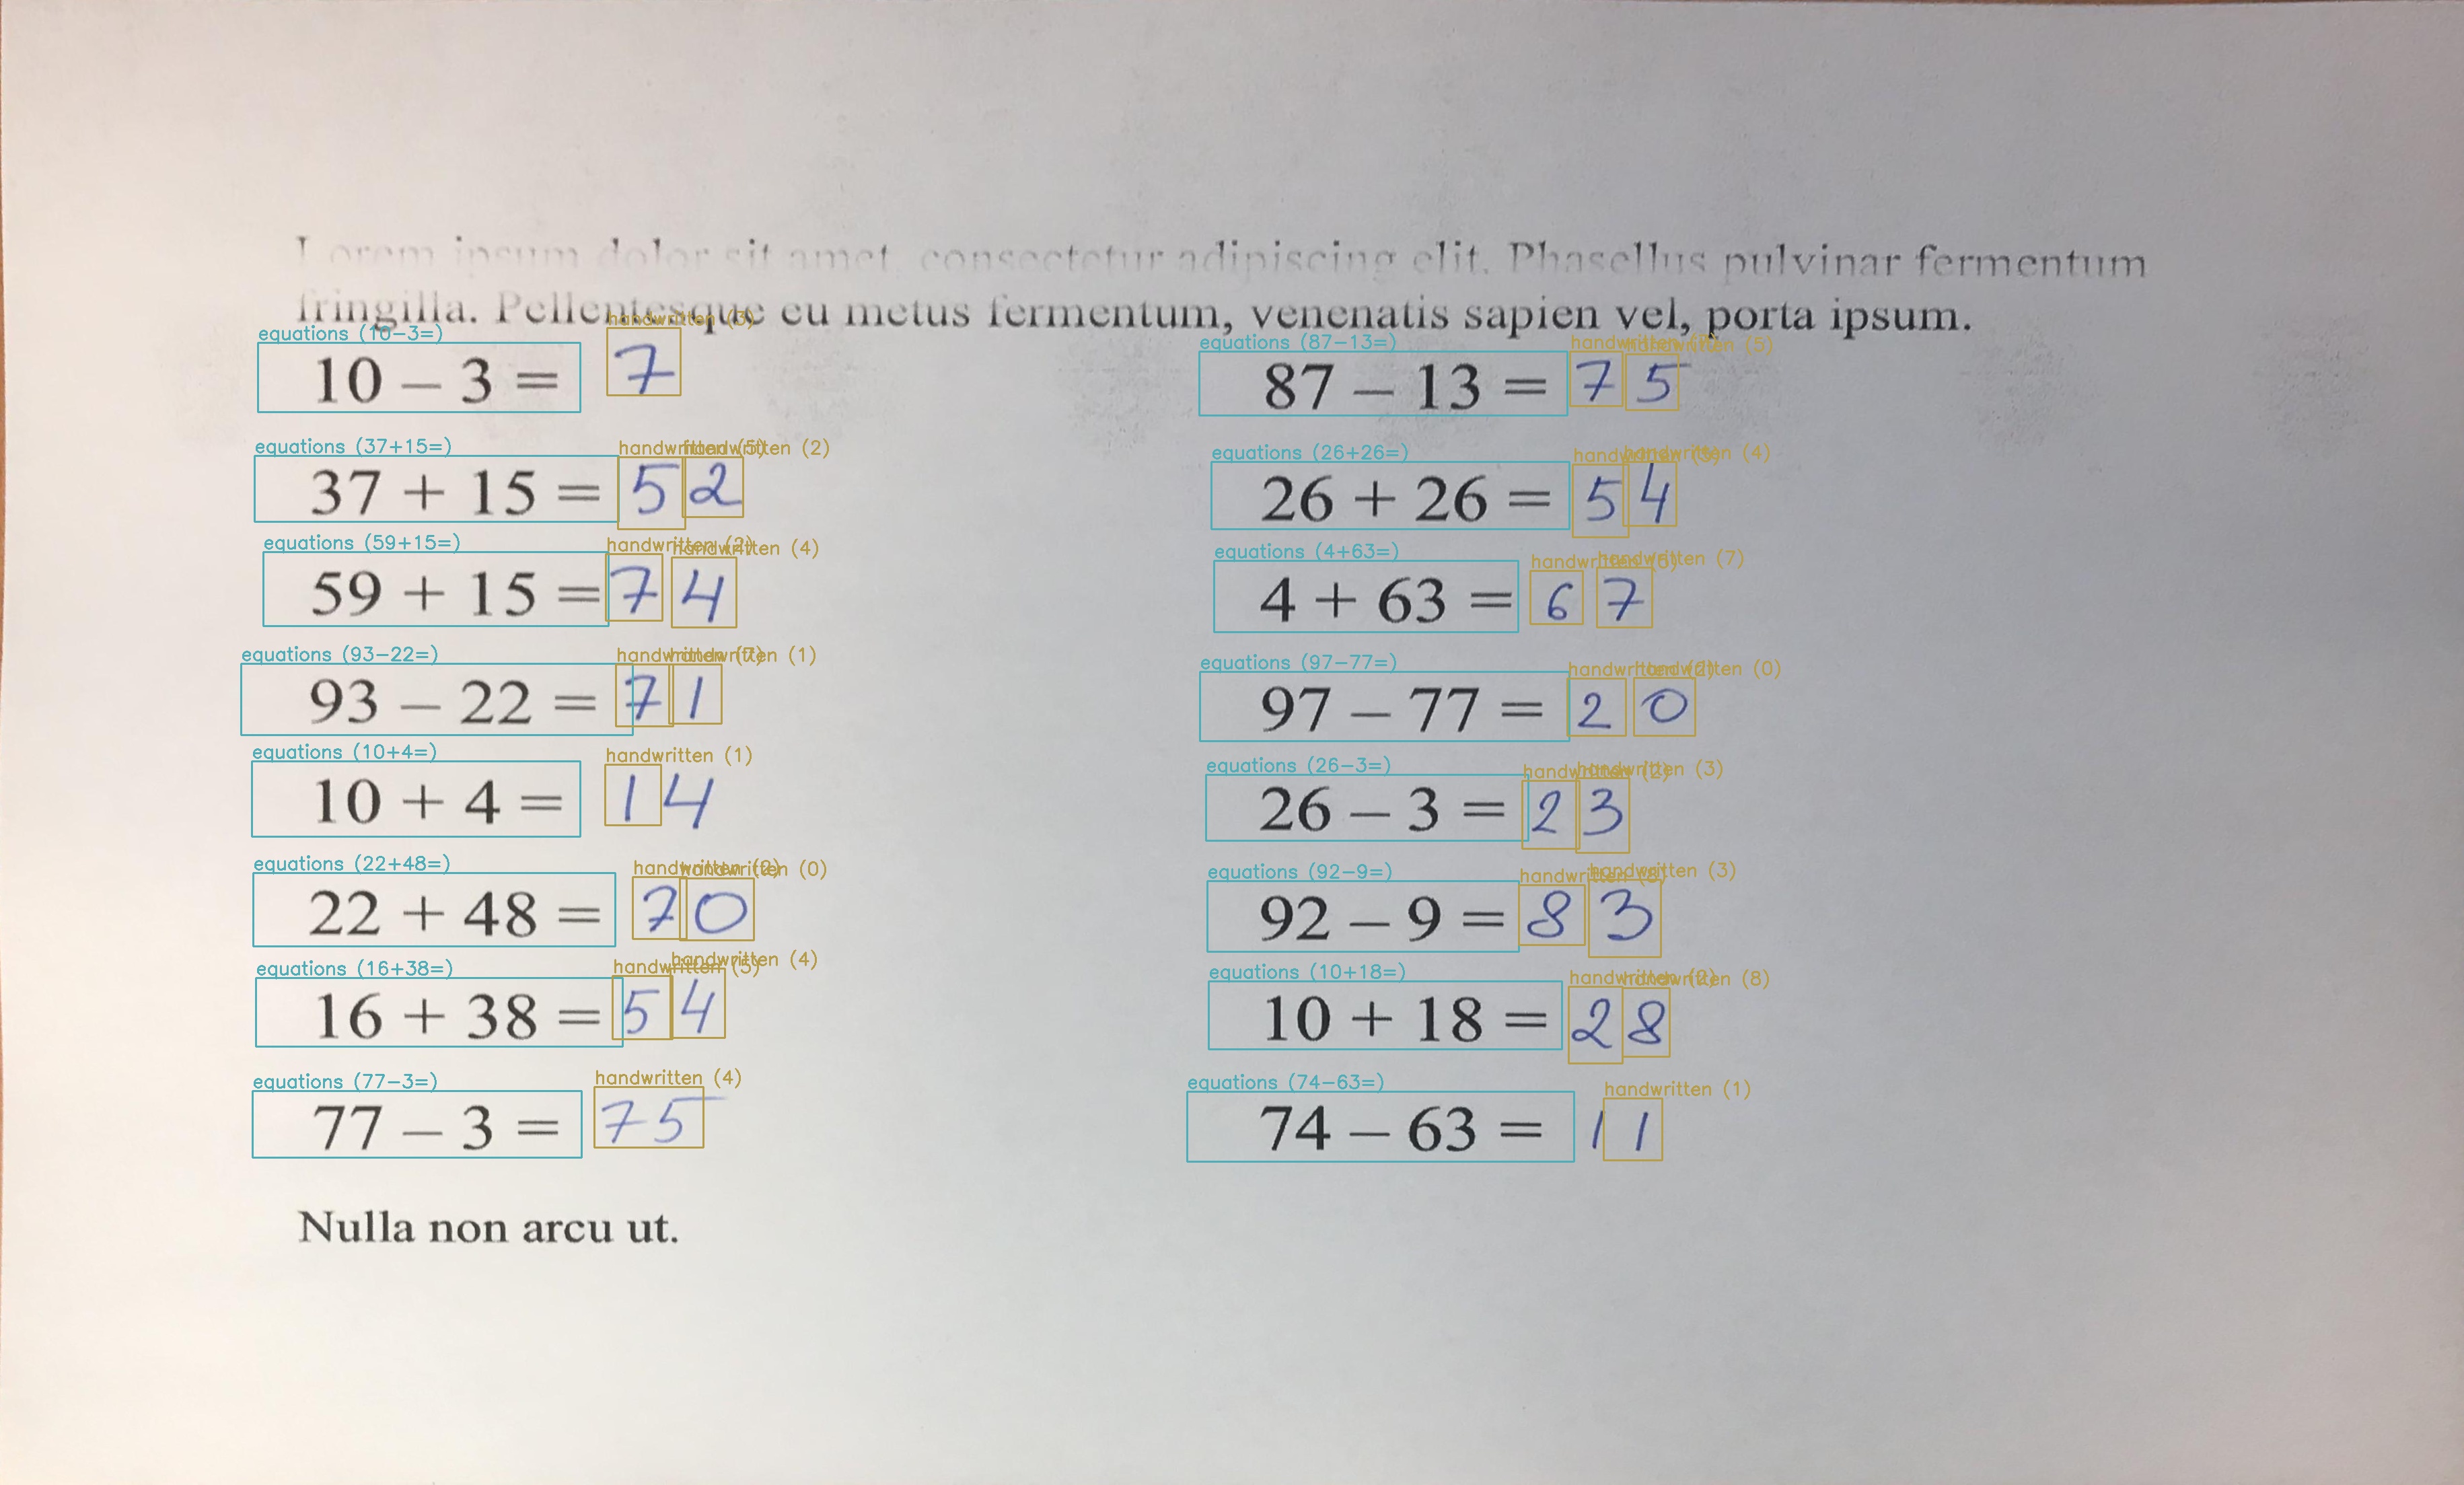 Lorem ipsum dolor sit amet, consectetur adipiscing elit. Phasellus pulvinar fermentum
fringilla. Pellentesque eu metus fermentum, venenatis sapien vel, porta ipsum.
equations (10-3=)
10 – 3 = 7
equations (37+15=) handwritten (5) handwritten (2)
37 + 15 = 52
equations (59+15=) handwritten (2) handwritten (4)
59 + 15 = 74
equations (93-22=) handwritten (7) handwritten (1)
93 – 22 = 71
equations (10+4=) handwritten (1)
10 + 4 = 14
equations (22+48=) handwritten (2) handwritten (0)
22 + 48 = 70
equations (16+38=) handwritten (5) handwritten (4)
16 + 38 = 54
equations (77-3=) handwritten (4)
77 – 3 = 75
equations (87-13=) handwritten handwritten (5)
87 – 13 = 75
equations (26+26=) handwritten handwritten (4)
26 + 26 = 54
equations (4+63=) handwritten handwritten (7)
4 + 63 = 67
equations (97-77=) handwritten (2) handwritten (0)
97 – 77 = 20
equations (26-3=) handwritten (2) handwritten (3)
26 – 3 = 23
equations (92-9=) handwritten handwritten (3)
92 – 9 = 83
equations (10+18=) handwritten handwritten (8)
10 + 18 = 28
equations (74-63=) handwritten (1)
74 – 63 = 11
Nulla non arcu ut.